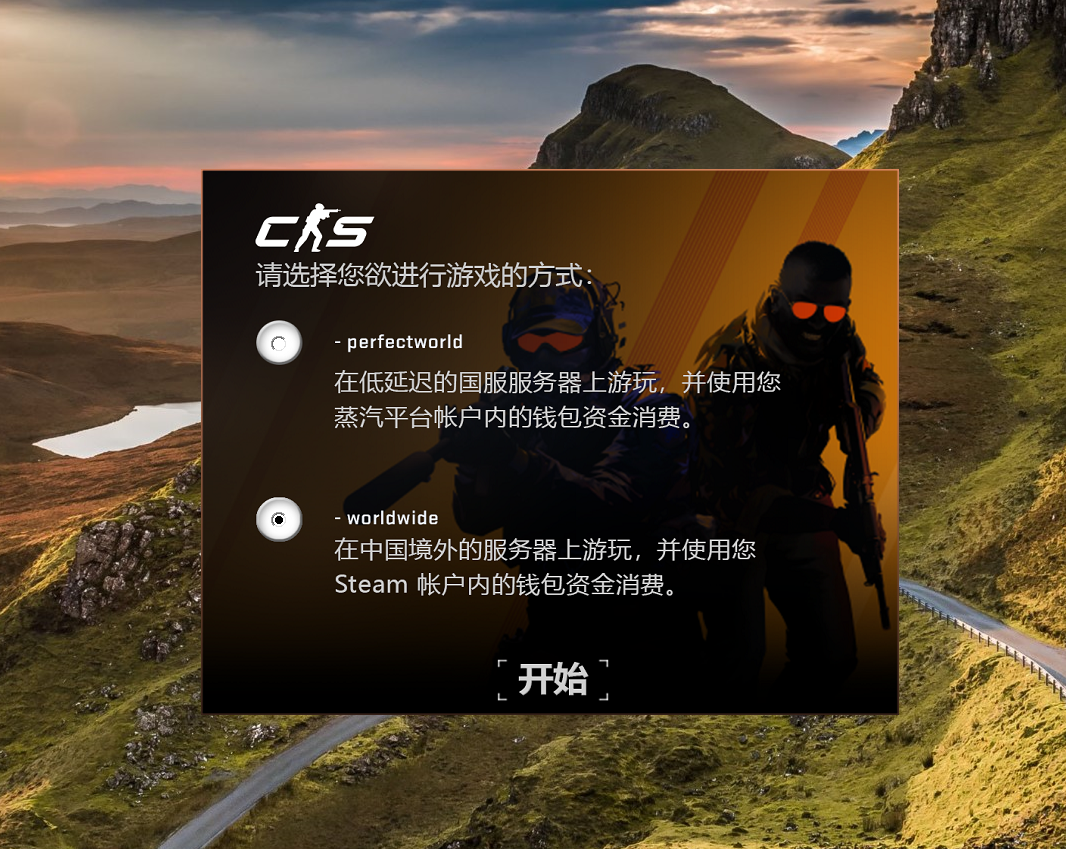 CS
请选择您欲进行游戏的方式：
- perfectworld
在低延迟的国服服务器上游玩，并使用您
蒸汽平台帐户内的钱包资金消费。
- worldwide
在中国境外的服务器上游玩，并使用您
Steam 帐户内的钱包资金消费。
开始